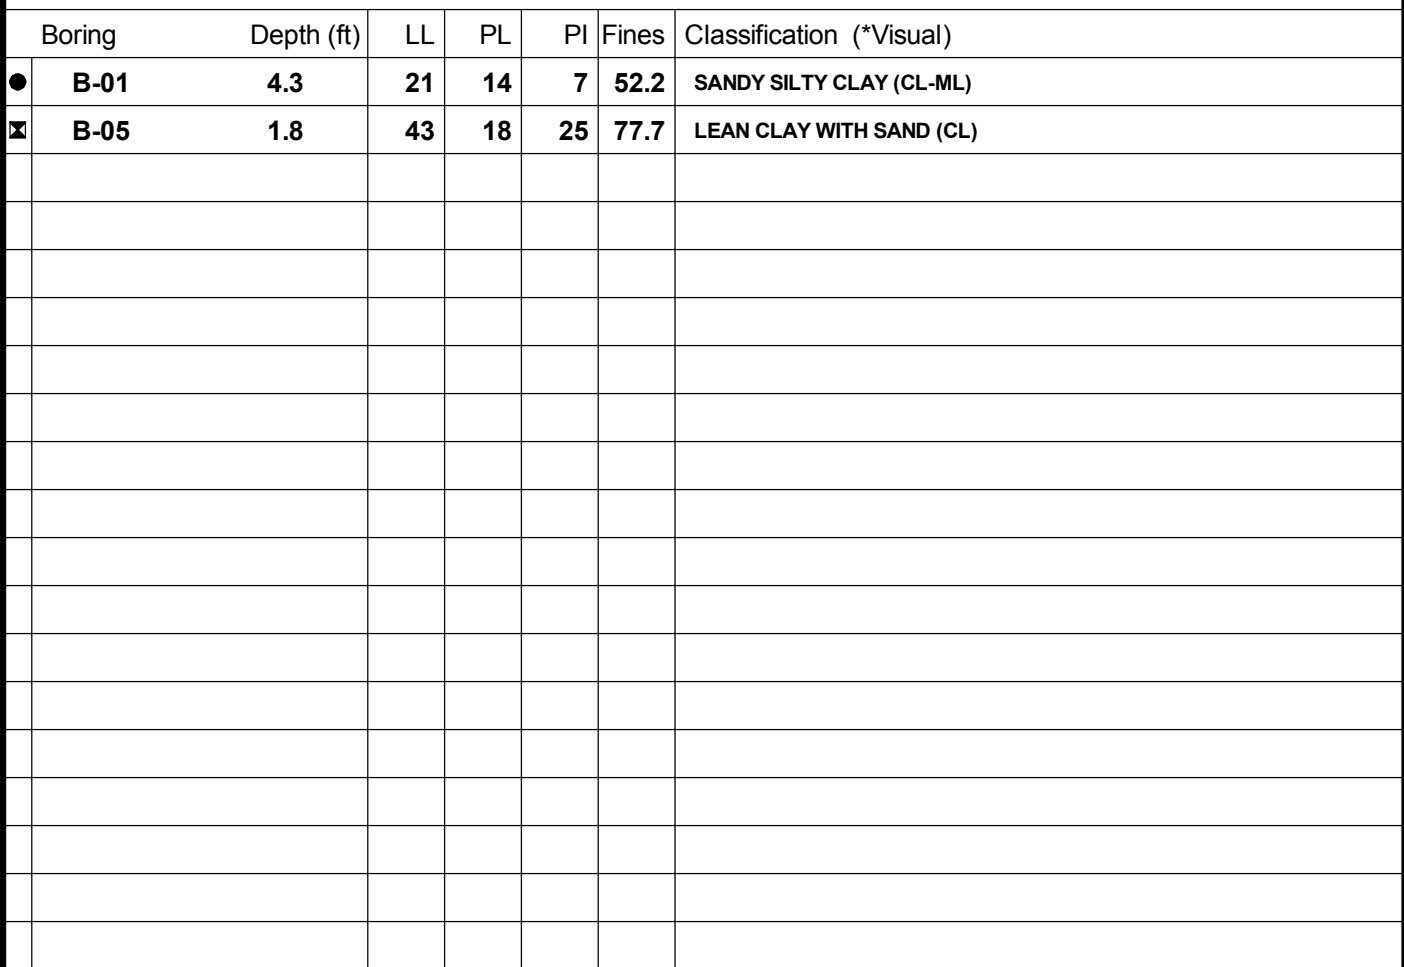 Boring Depth (ft) LL PL PI Fines Classification (*Visual)
B-01 4.3 21 14 7 52.2 SANDY SILTY CLAY (CL-ML)
B-05 1.8 43 18 25 77.7 LEAN CLAY WITH SAND (CL)